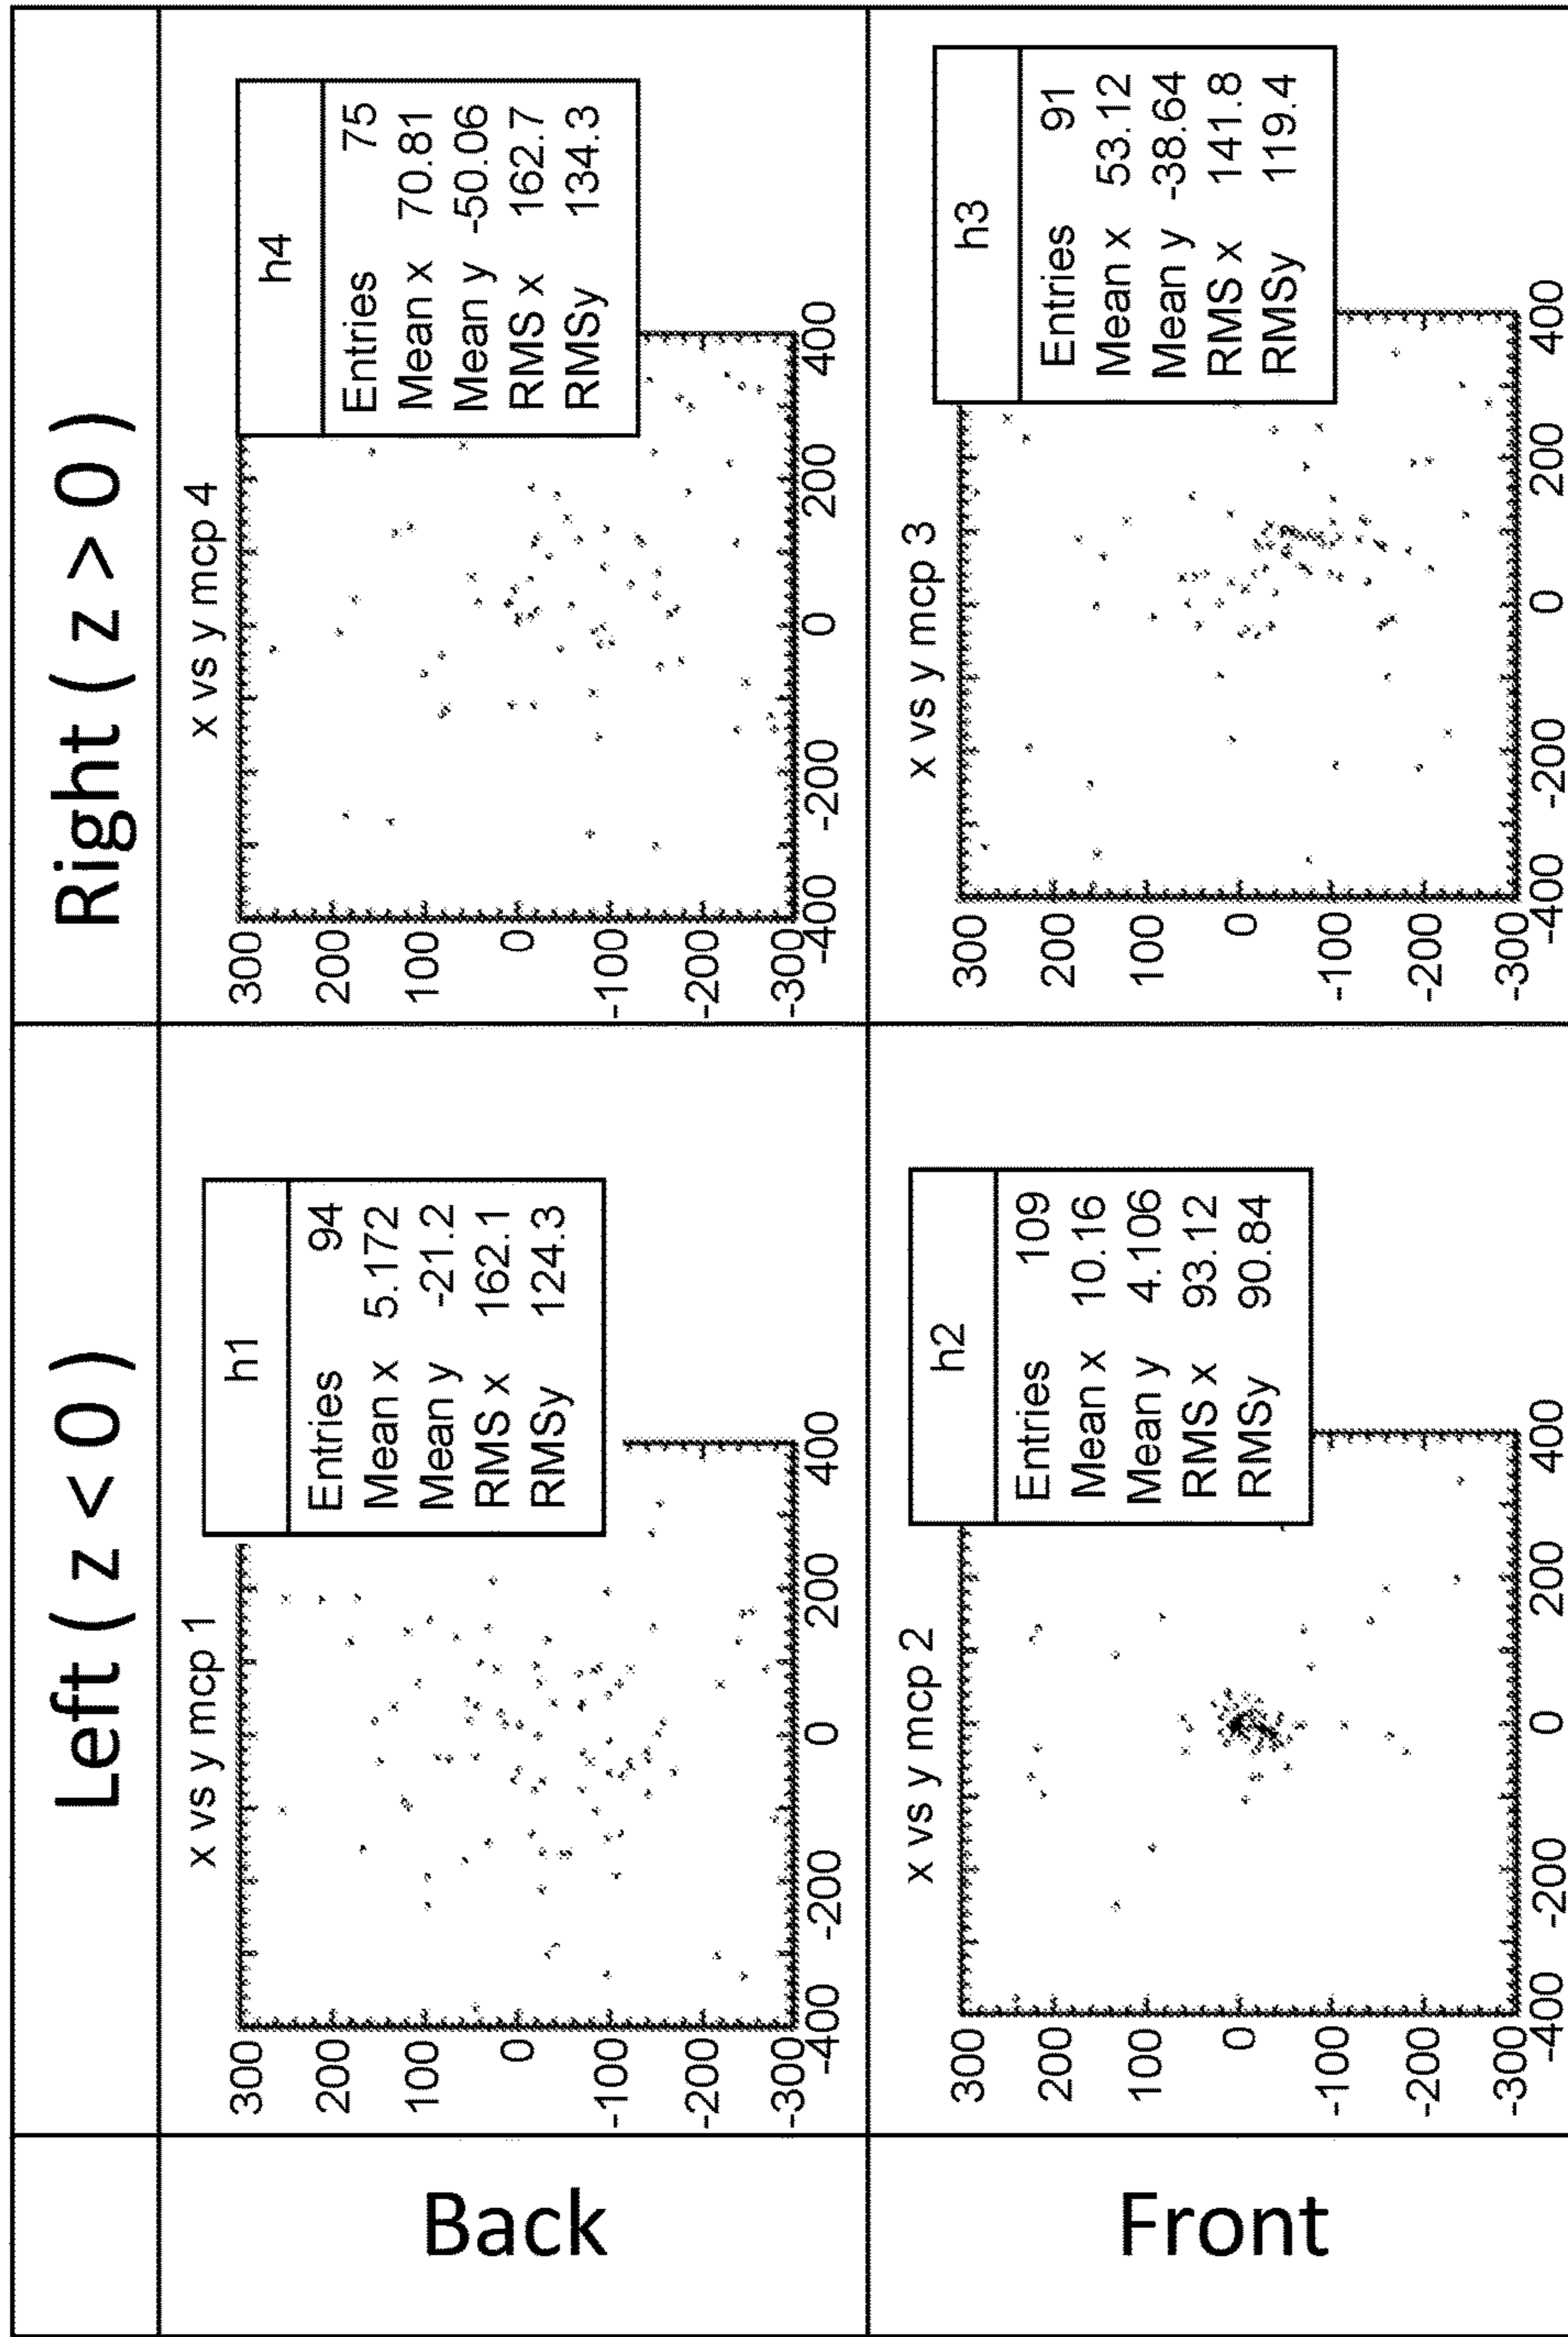 Left ( z < 0 )
Right ( z > 0 )
Back
x vs y mcp 1
h1
Entries 94
Mean x 5.172
Mean y -21.2
RMS x 162.1
RMSy 124.3
300
200
100
0
-100
-200
-300
-400
-200
0
200
400
x vs y mcp 4
h4
Entries 75
Mean x 70.81
Mean y -50.06
RMS x 162.7
RMSy 134.3
300
200
100
0
-100
-200
-300
-400
-200
0
200
400
Front
x vs y mcp 2
h2
Entries 109
Mean x 10.16
Mean y 4.106
RMS x 93.12
RMSy 90.84
300
200
100
0
-100
-200
-300
-400
-200
0
200
400
x vs y mcp 3
h3
Entries 91
Mean x 53.12
Mean y -38.64
RMS x 141.8
RMSy 119.4
300
200
100
0
-100
-200
-300
-400
-200
0
200
400